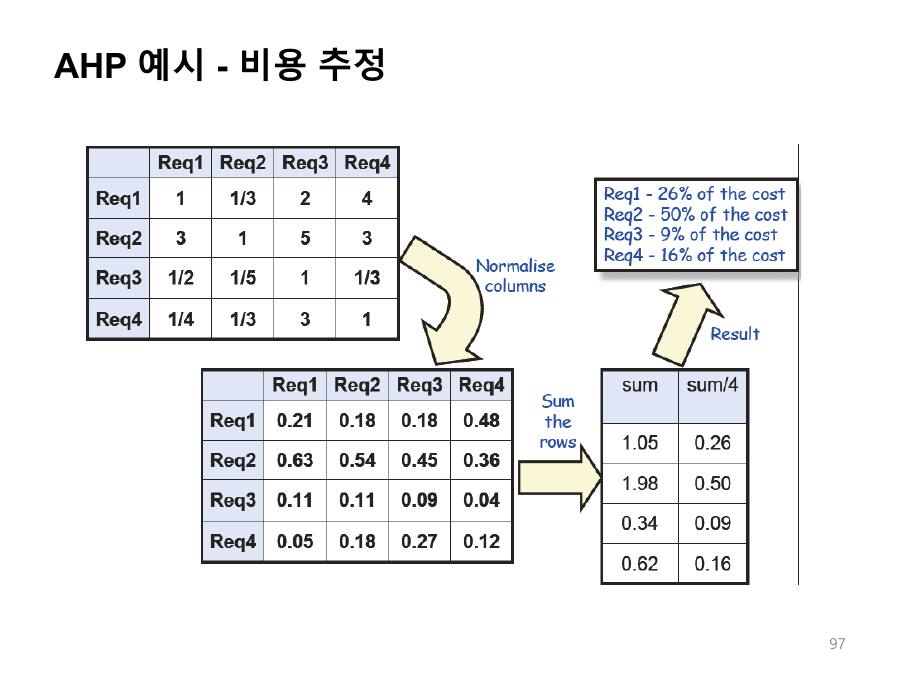 AHP 예시 - 비용 추정
Req1 Req2 Req3 Req4
Req1 1 1/3 2 4
Req2 3 1 5 3
Req3 1/2 1/5 1 1/3
Req4 1/4 1/3 3 1
Normalise
columns
Req1 Req2 Req3 Req4
Req1 0.21 0.18 0.18 0.48
Req2 0.63 0.54 0.45 0.36
Req3 0.11 0.11 0.09 0.04
Req4 0.05 0.18 0.27 0.12
Sum
the
rows
sum sum/4
1.05 0.26
1.98 0.50
0.34 0.09
0.62 0.16
Result
Req1 - 26% of the cost
Req2 - 50% of the cost
Req3 - 9% of the cost
Req4 - 16% of the cost
97